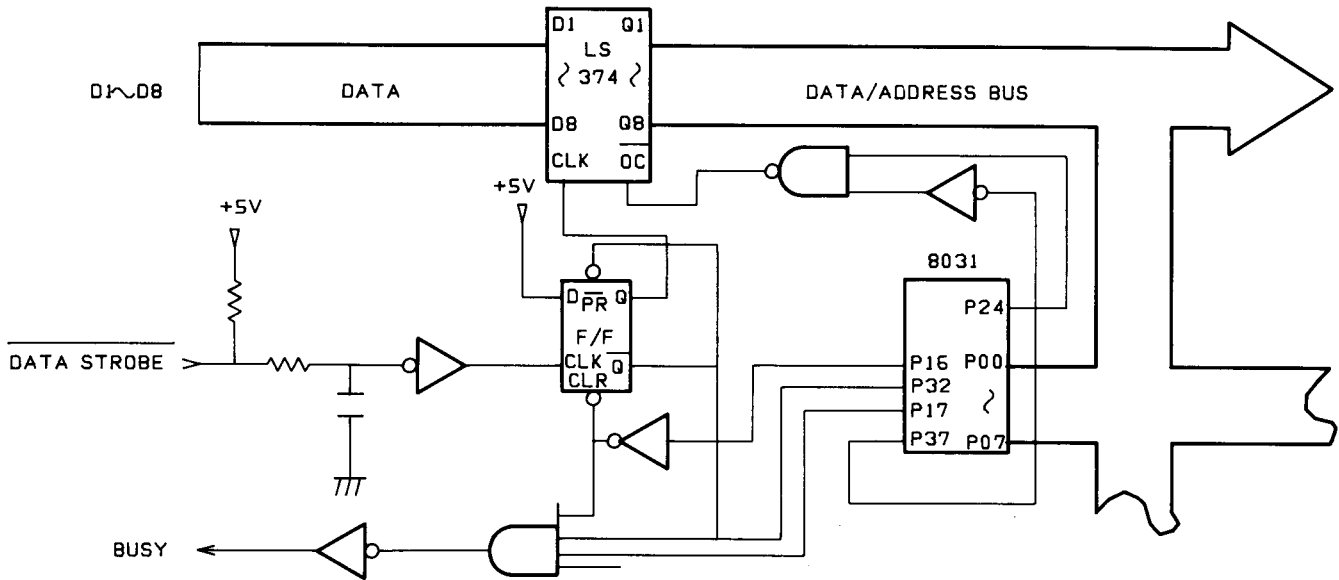 D1 Q1
LS
374
D1~D8
DATA
DATA/ADDRESS BUS
D8 Q8
CLK OC
+5V
+5V
8031
D PR Q
P24
F/F
DATA STROBE
CLK Q
CLR
P16 P00
P32
P17
P37 P07
BUSY